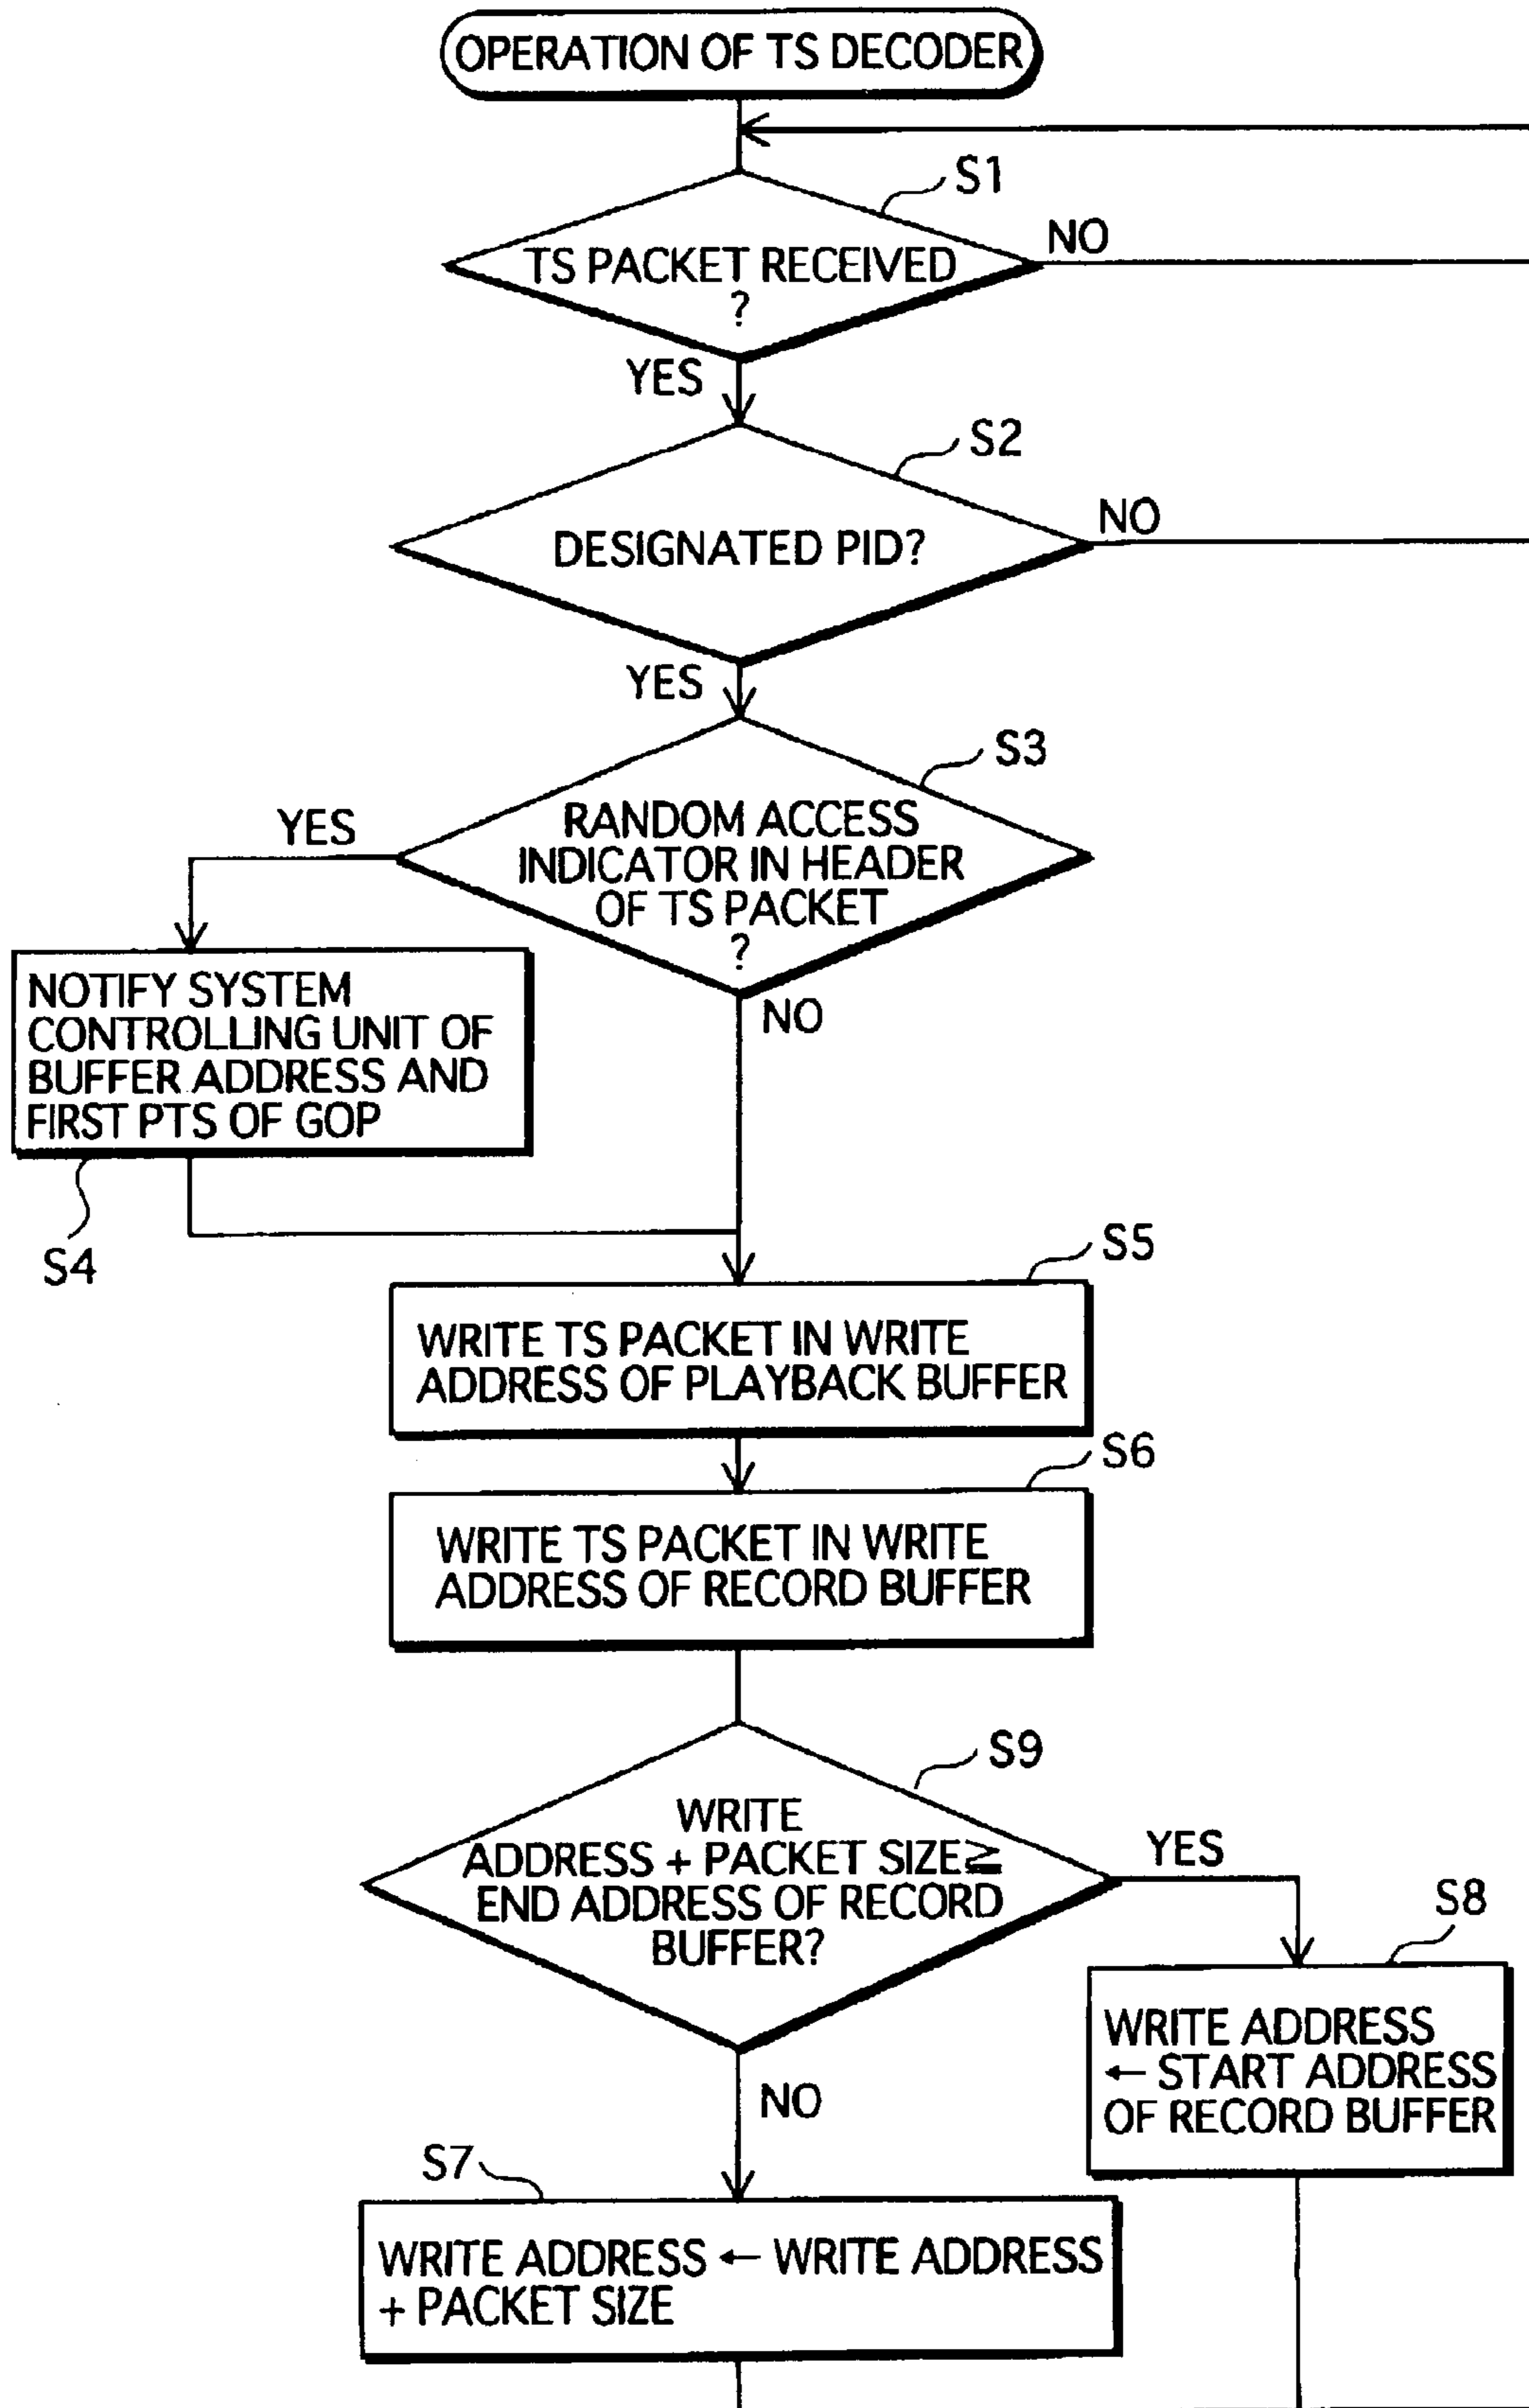 OPERATION OF TS DECODER
S1
TS PACKET RECEIVED
?
NO
YES
S2
DESIGNATED PID?
NO
YES
S3
RANDOM ACCESS
INDICATOR IN HEADER
OF TS PACKET
?
YES
NO
NOTIFY SYSTEM
CONTROLLING UNIT OF
BUFFER ADDRESS AND
FIRST PTS OF GOP
S4
S5
WRITE TS PACKET IN WRITE
ADDRESS OF PLAYBACK BUFFER
S6
WRITE TS PACKET IN WRITE
ADDRESS OF RECORD BUFFER
S9
WRITE
ADDRESS + PACKET SIZE≧
END ADDRESS OF RECORD
BUFFER?
YES
NO
S8
WRITE ADDRESS
← START ADDRESS
OF RECORD BUFFER
S7
WRITE ADDRESS ← WRITE ADDRESS
+ PACKET SIZE